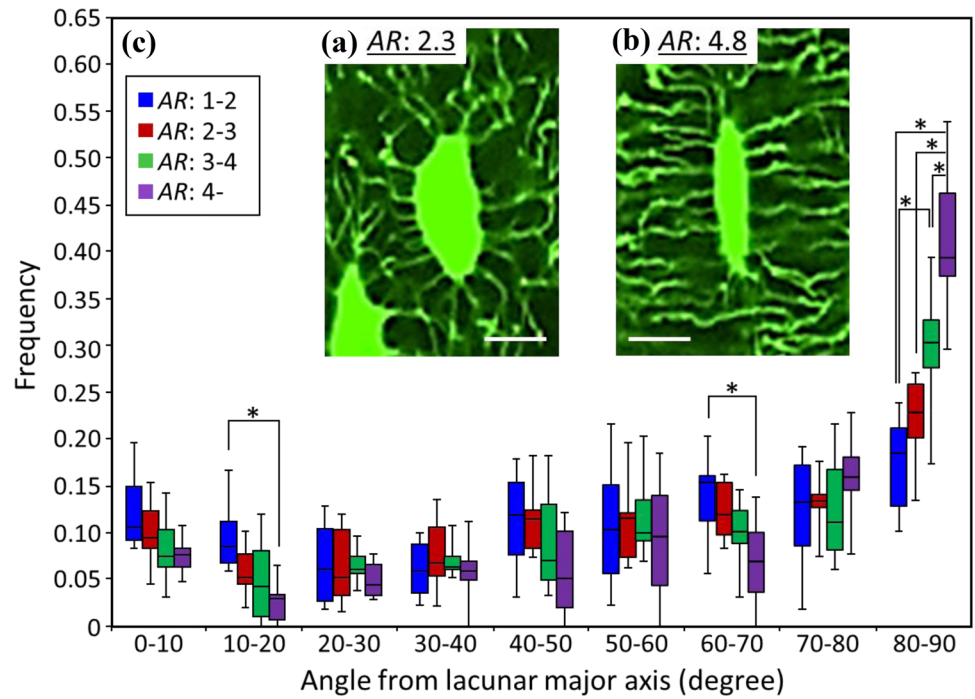 (c)
(a) AR: 2.3
(b) AR: 4.8
AR: 1-2
AR: 2-3
AR: 3-4
AR: 4-
Frequency
0.65
0.60
0.55
0.50
0.45
0.40
0.35
0.30
0.25
0.20
0.15
0.10
0.05
0
*
*
*
*
*
*
0-10 10-20 20-30 30-40 40-50 50-60 60-70 70-80 80-90
Angle from lacunar major axis (degree)